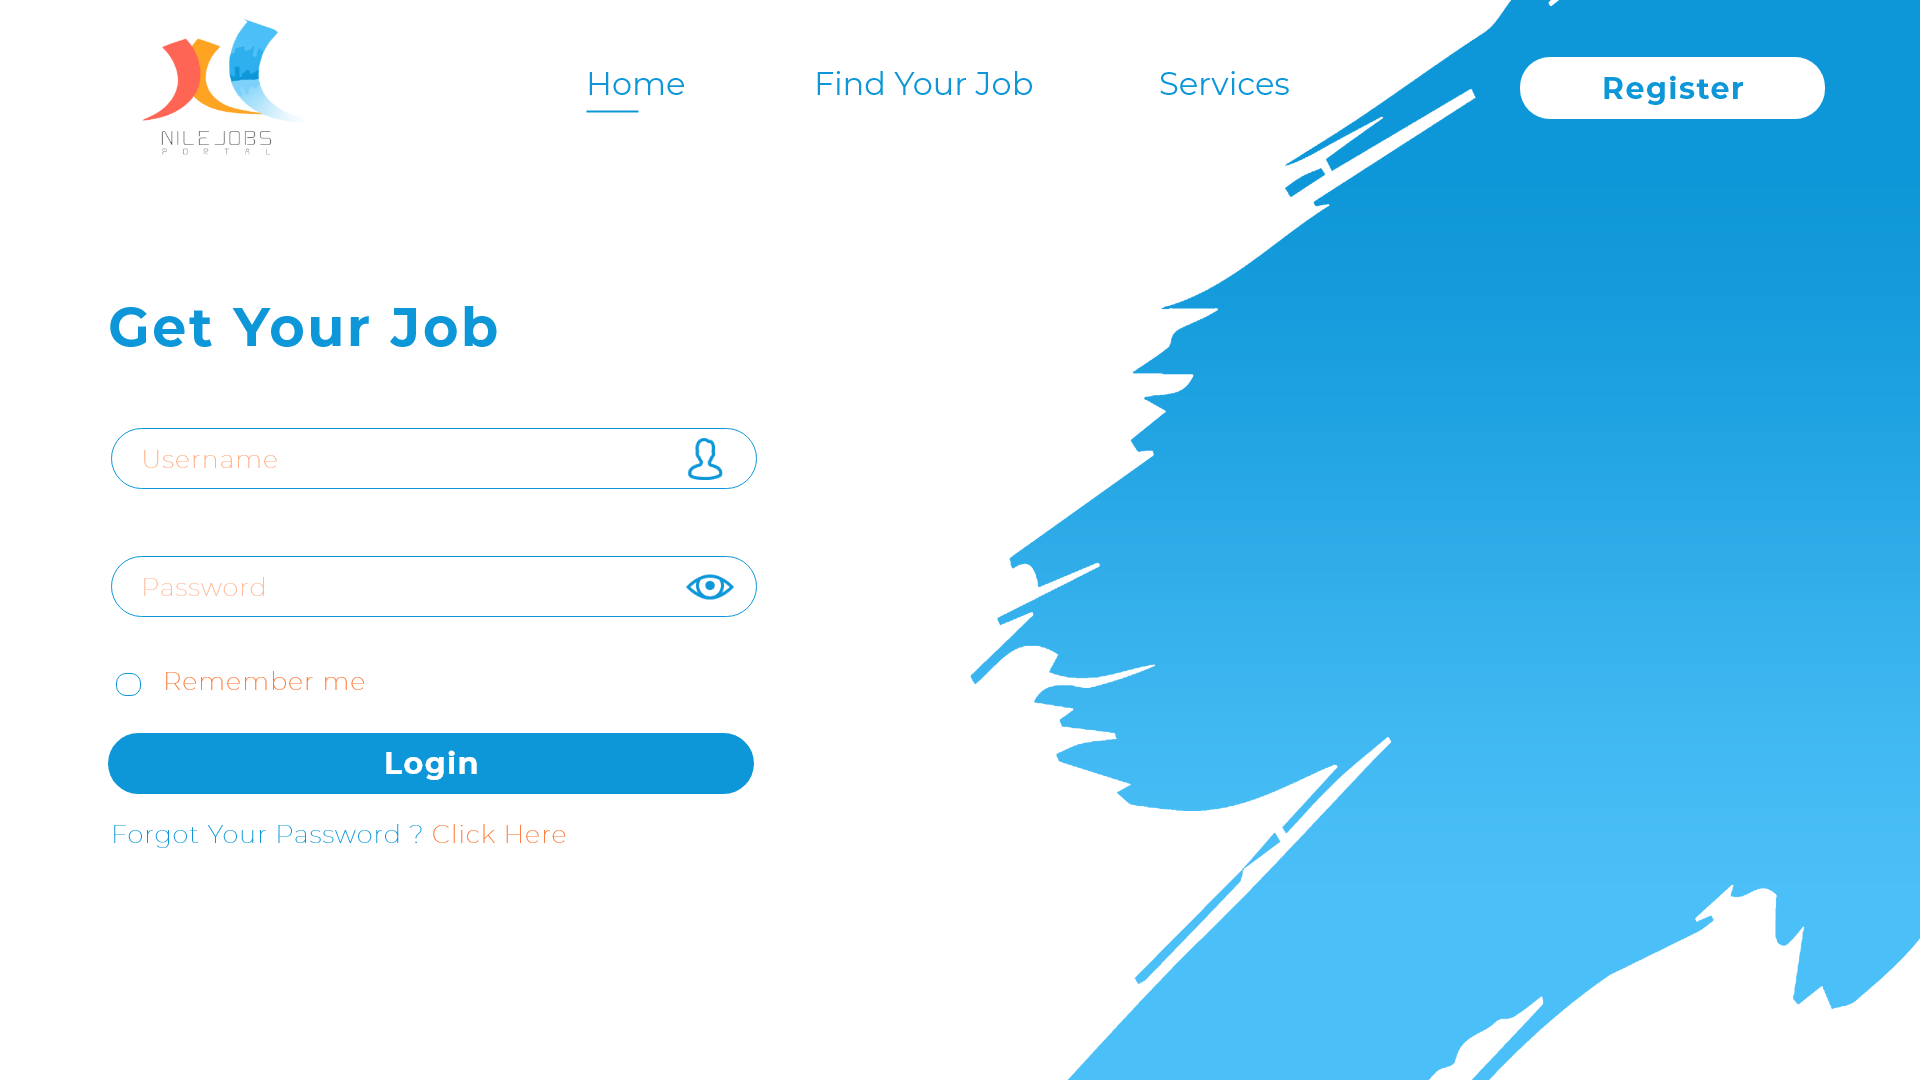 NILE JOBS
PORTAL
Home
Find Your Job
Services
Register
Get Your Job
Username
Password
Remember me
Login
Forgot Your Password ? Click Here